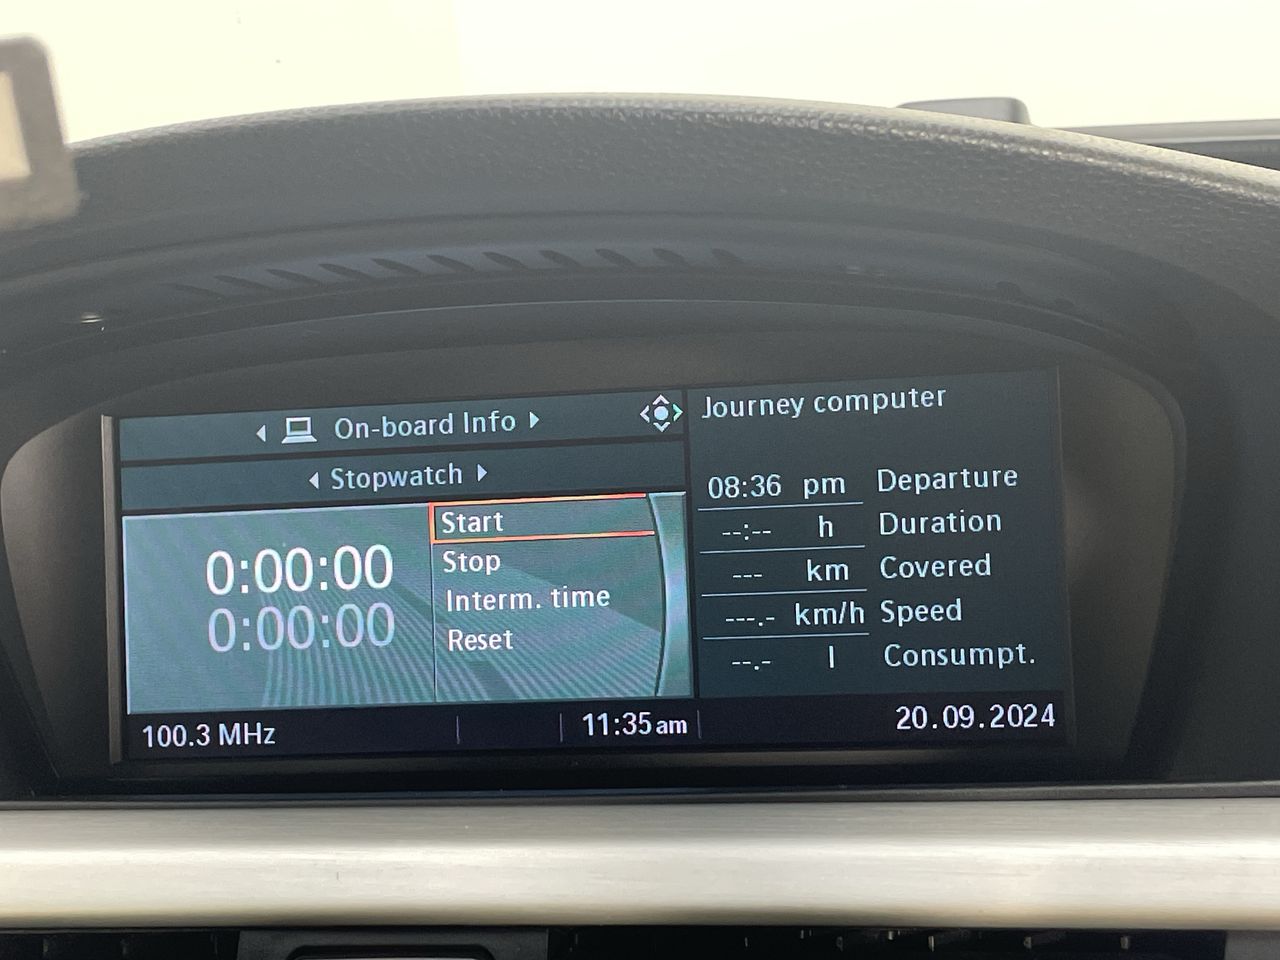 On-board Info
Stopwatch
0:00:00
0:00:00
Start
Stop
Interm. time
Reset
Journey computer
08:36 pm Departure
--:-- h Duration
--- km Covered
---.- km/h Speed
--.- l Consumpt.
100.3 MHz 11:35 am 20.09.2024